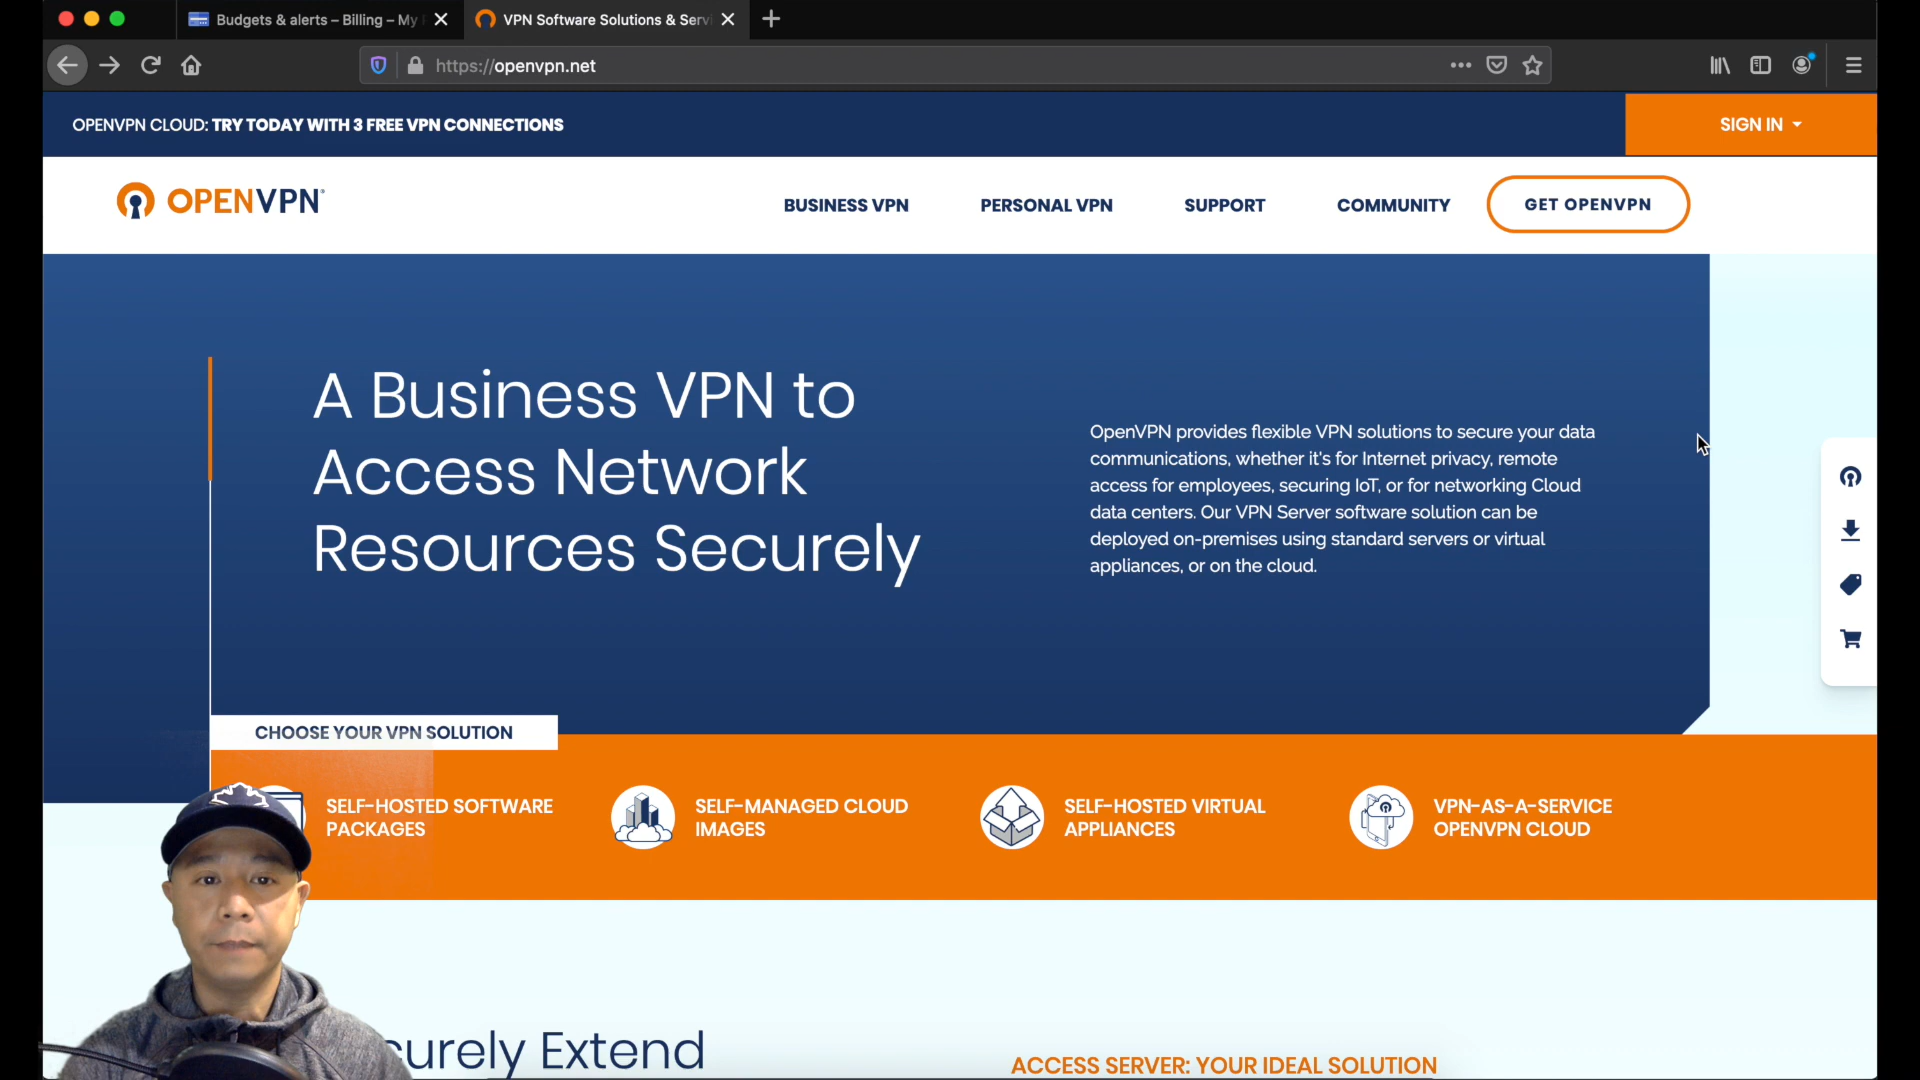 Budgets & alerts – Billing – My
VPN Software Solutions & Servi
https://openvpn.net
OPENVPN CLOUD: TRY TODAY WITH 3 FREE VPN CONNECTIONS
SIGN IN
OPENVPN
BUSINESS VPN
PERSONAL VPN
SUPPORT
COMMUNITY
GET OPENVPN
A Business VPN to
Access Network
Resources Securely
OpenVPN provides flexible VPN solutions to secure your data
communications, whether it's for Internet privacy, remote
access for employees, securing IoT, or for networking Cloud
data centers. Our VPN Server software solution can be
deployed on-premises using standard servers or virtual
appliances, or on the cloud.
CHOOSE YOUR VPN SOLUTION
SELF-HOSTED SOFTWARE
PACKAGES
SELF-MANAGED CLOUD
IMAGES
SELF-HOSTED VIRTUAL
APPLIANCES
VPN-AS-A-SERVICE
OPENVPN CLOUD
curely Extend
ACCESS SERVER: YOUR IDEAL SOLUTION